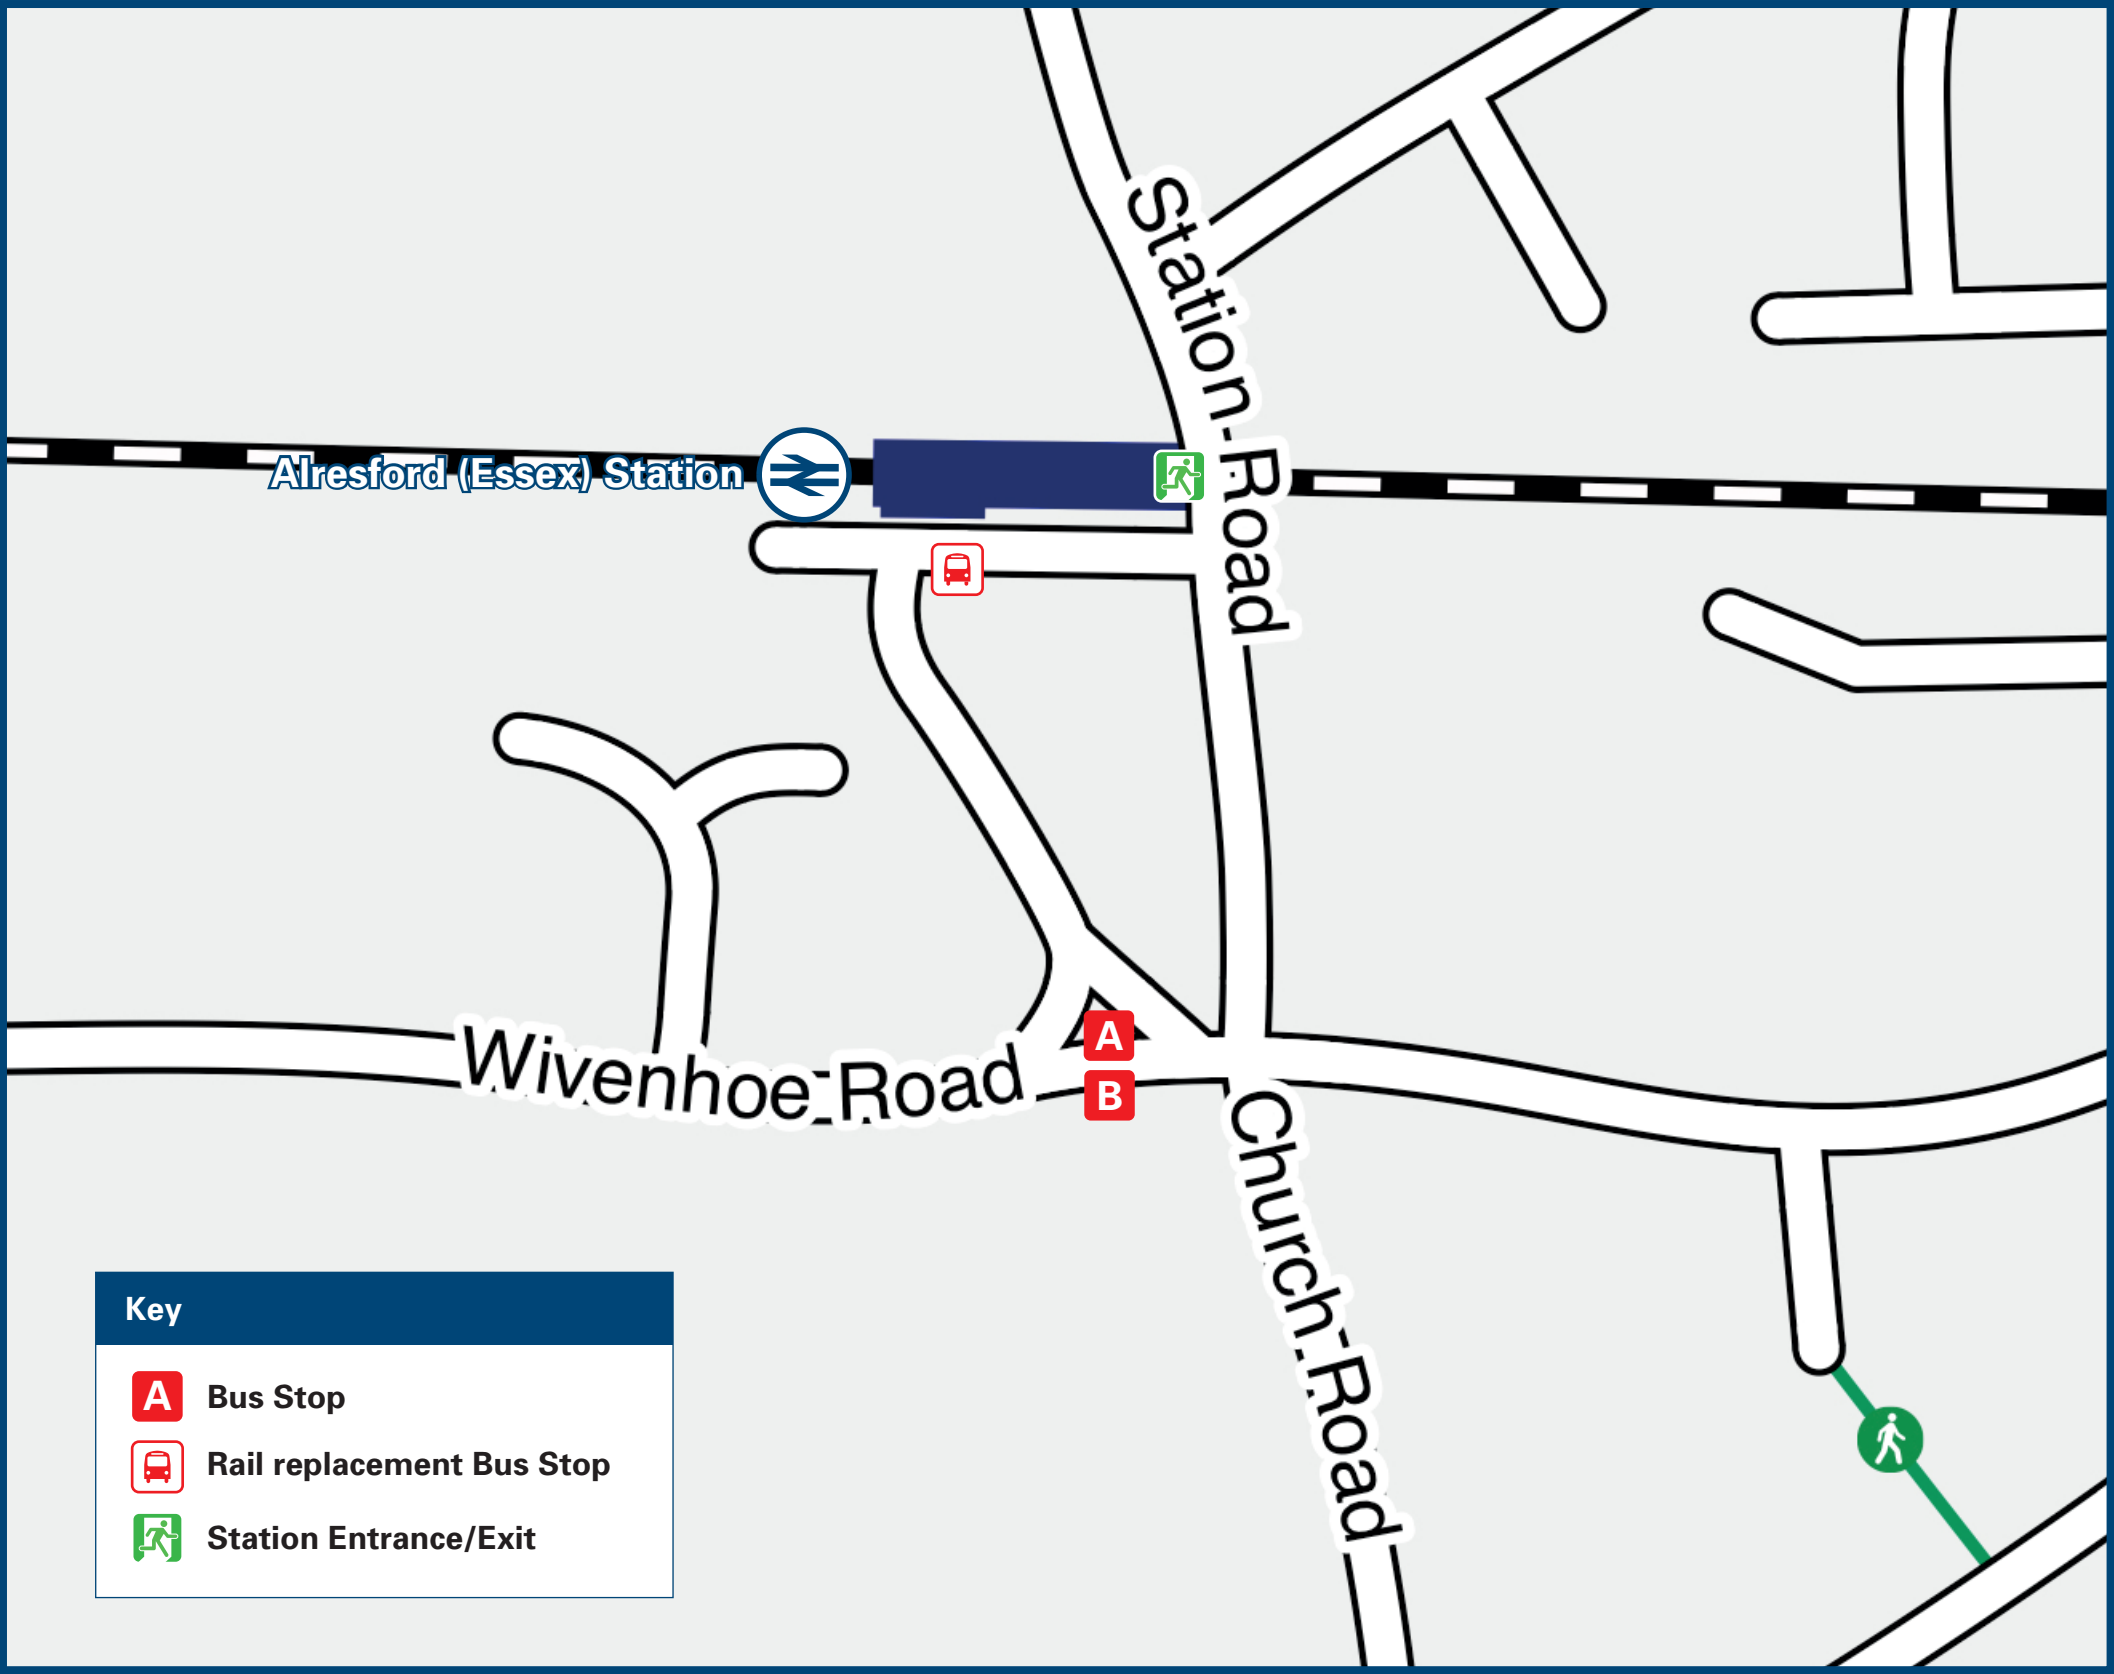 Station Road
Alresford (Essex) Station
Wivenhoe Road
A
B
Church Road
Key
A Bus Stop
Rail replacement Bus Stop
Station Entrance/Exit